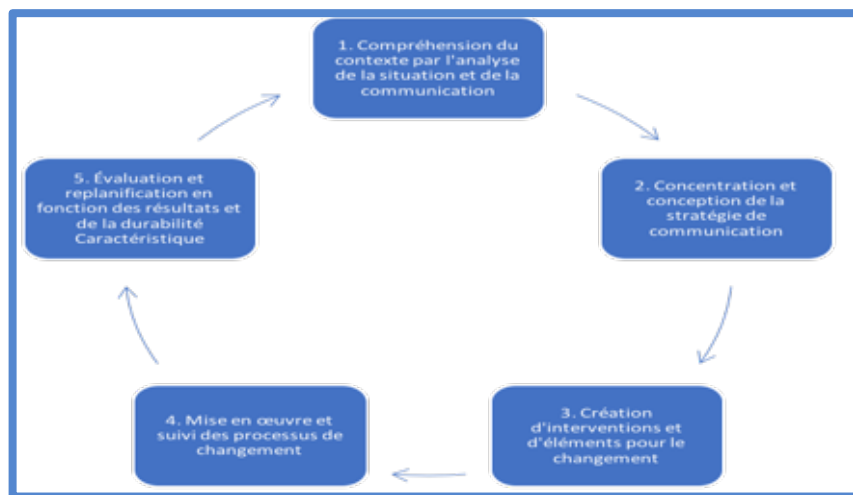 1. Compréhension du
contexte par l'analyse
de la situation et de la
communication
2. Concentration et
conception de la
stratégie de
communication
3. Création
d'interventions et
d'éléments pour le
changement
4. Mise en œuvre et
suivi des processus de
changement
5. Évaluation et
replanification en
fonction des résultats et
de la durabilité
Caractéristique